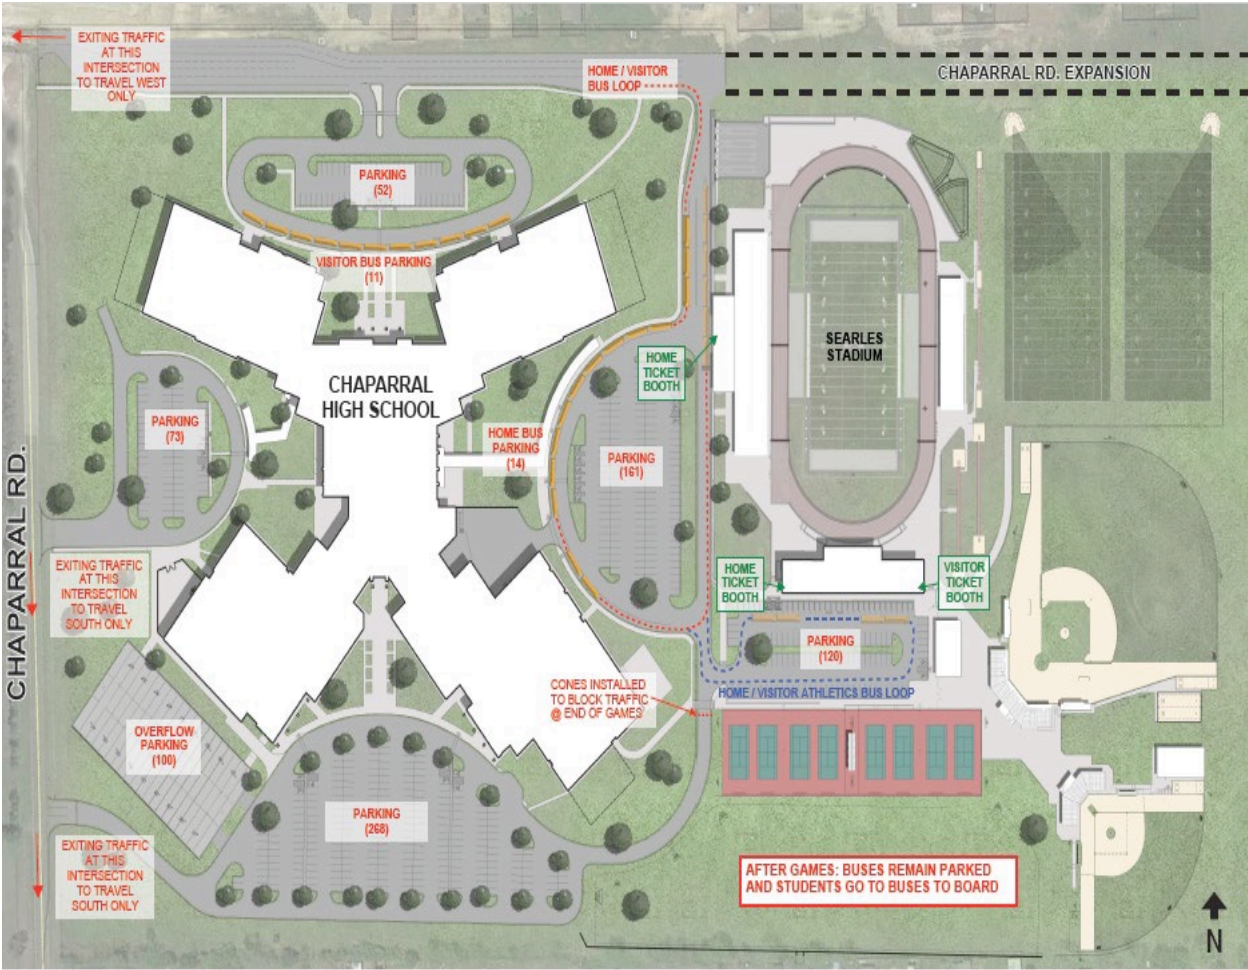 EXITING TRAFFIC
AT THIS
INTERSECTION
TO TRAVEL WEST
ONLY
HOME / VISITOR
BUS LOOP
CHAPARRAL RD. EXPANSION
PARKING
(52)
VISITOR BUS PARKING
(11)
CHAPARRAL
HIGH SCHOOL
HOME
TICKET
BOOTH
SEARLES
STADIUM
PARKING
(73)
HOME BUS
PARKING
(14)
PARKING
(161)
CHAPARRAL RD.
EXITING TRAFFIC
AT THIS
INTERSECTION
TO TRAVEL
SOUTH ONLY
HOME
TICKET
BOOTH
VISITOR
TICKET
BOOTH
PARKING
(120)
HOME / VISITOR ATHLETICS BUS LOOP
CONES INSTALLED
TO BLOCK TRAFFIC
@ END OF GAMES
OVERFLOW
PARKING
(100)
PARKING
(268)
EXITING TRAFFIC
AT THIS
INTERSECTION
TO TRAVEL
SOUTH ONLY
AFTER GAMES: BUSES REMAIN PARKED
AND STUDENTS GO TO BUSES TO BOARD
N